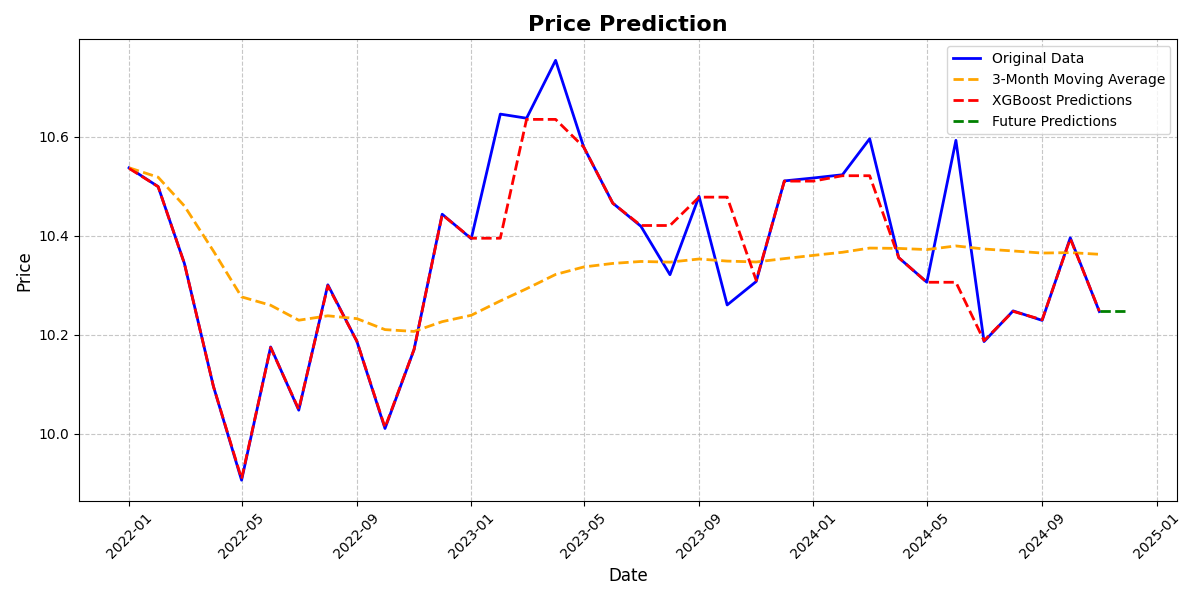 Price Prediction
Original Data
3-Month Moving Average
XGBoost Predictions
Future Predictions
Price
10.6
10.4
10.2
10.0
2022-01
2022-05
2022-09
2023-01
2023-05
2023-09
2024-01
2024-05
2024-09
2025-01
Date